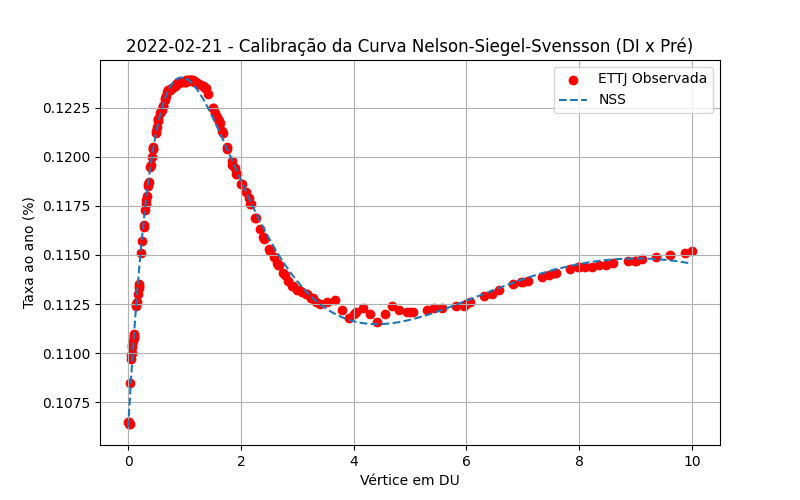 2022-02-21 - Calibração da Curva Nelson-Siegel-Svensson (DI x Pré)
ETTJ Observada
NSS
Taxa ao ano (%)
0.1225
0.1200
0.1175
0.1150
0.1125
0.1100
0.1075
0 2 4 6 8 10
Vértice em DU